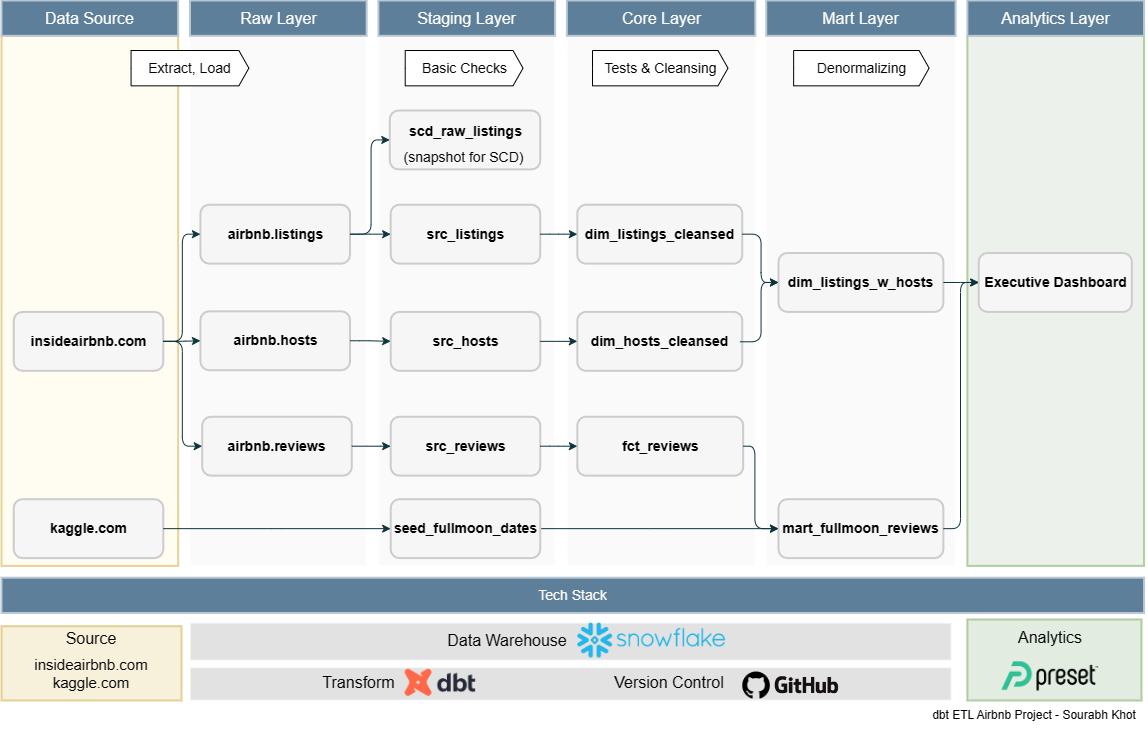 Data Source
Raw Layer
Staging Layer
Core Layer
Mart Layer
Analytics Layer
Extract, Load
Basic Checks
Tests & Cleansing
Denormalizing
scd_raw_listings
(snapshot for SCD)
airbnb.listings
src_listings
dim_listings_cleansed
dim_listings_w_hosts
Executive Dashboard
insideairbnb.com
airbnb.hosts
src_hosts
dim_hosts_cleansed
airbnb.reviews
src_reviews
fct_reviews
kaggle.com
seed_fullmoon_dates
mart_fullmoon_reviews
Tech Stack
Source
insideairbnb.com
kaggle.com
Data Warehouse
snowflake
Transform
dbt
Version Control
GitHub
Analytics
preset
dbt ETL Airbnb Project - Sourabh Khot